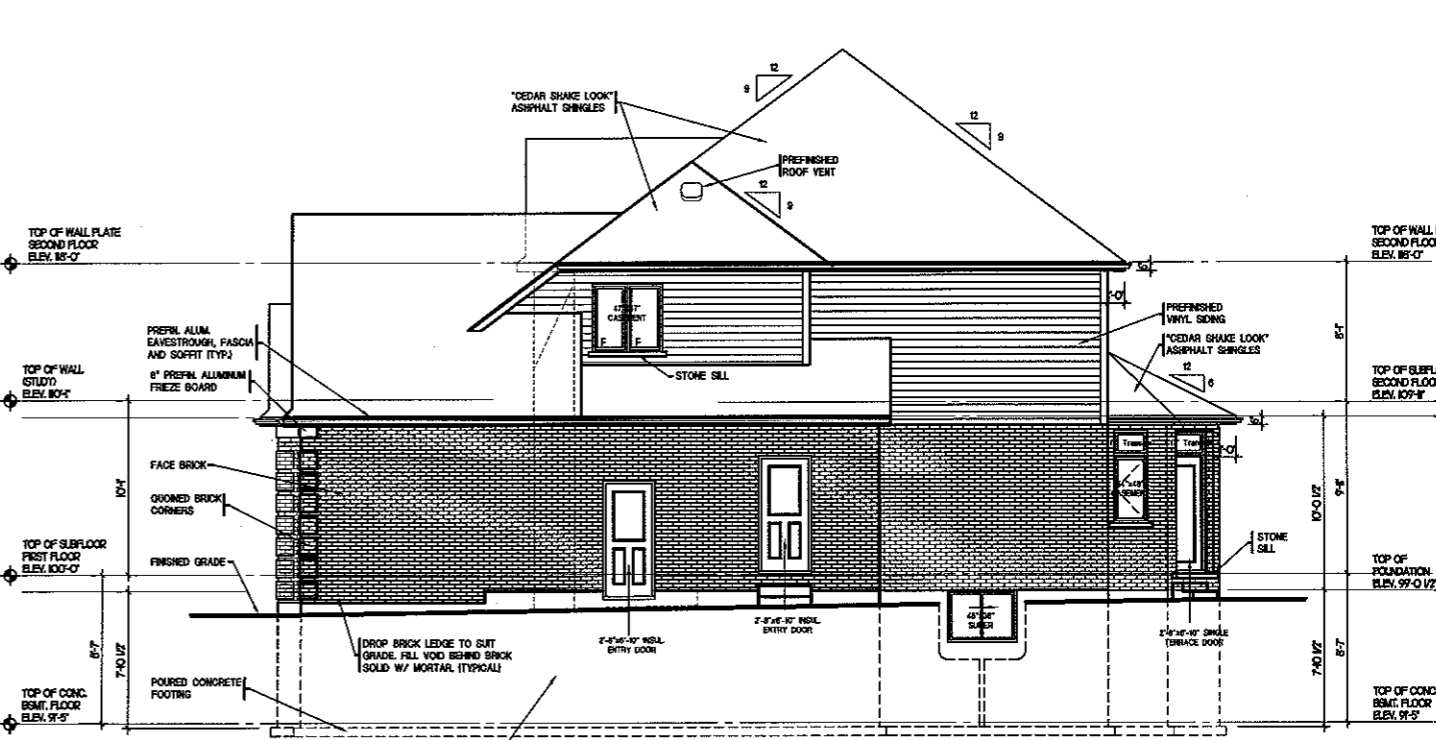 12
9
"CEDAR SHAKE LOOK"
ASHPHALT SHINGLES
12
9
PREFINISHED
ROOF VENT
12
9
TOP OF WALL PLATE
SECOND FLOOR
ELEV. 118'-0"
TOP OF WALL
SECOND FLOOR
ELEV. 118'-0"
6"
PREFINISHED
VINYL SIDING
8'-1"
"CEDAR SHAKE LOOK"
ASHPHALT SHINGLES
12
6
PREFIN. ALUM.
EAVESTROUGH, FASCIA
AND SOFFIT (TYP.)
CASEMENT
F F
STONE SILL
TOP OF WALL
(STUDY)
ELEV. 110'-1"
8" PREFIN. ALUMINUM
FRIEZE BOARD
SECOND FLOO
ELEV. 109'-11"
6"
FACE BRICK
QUOINED BRICK
CORNERS
10'-1"
10'-0 1/2"
9'-11"
TOP OF SUBFLOOR
FIRST FLOOR
ELEV. 100'-0"
FINISHED GRADE
STONE
SILL
TOP OF
FOUNDATION
ELEV. 99'-0 1/2"
2'-8"x6'-10" INSUL.
ENTRY DOOR
2'-8"x6'-10" INSUL.
ENTRY DOOR
2'-8"x6'-10" SINGLE
TERRACE DOOR
DROP BRICK LEDGE TO SUIT
GRADE. FILL VOID BEHIND BRICK
SOLID W/ MORTAR. (TYPICAL)
8'-7"
7'-10 1/2"
7'-10 1/2"
8'-7"
POURED CONCRETE
FOOTING
TOP OF CONC.
BSMT. FLOOR
ELEV. 91'-5"
TOP OF CONC
BSMT. FLOOR
ELEV. 91'-5"